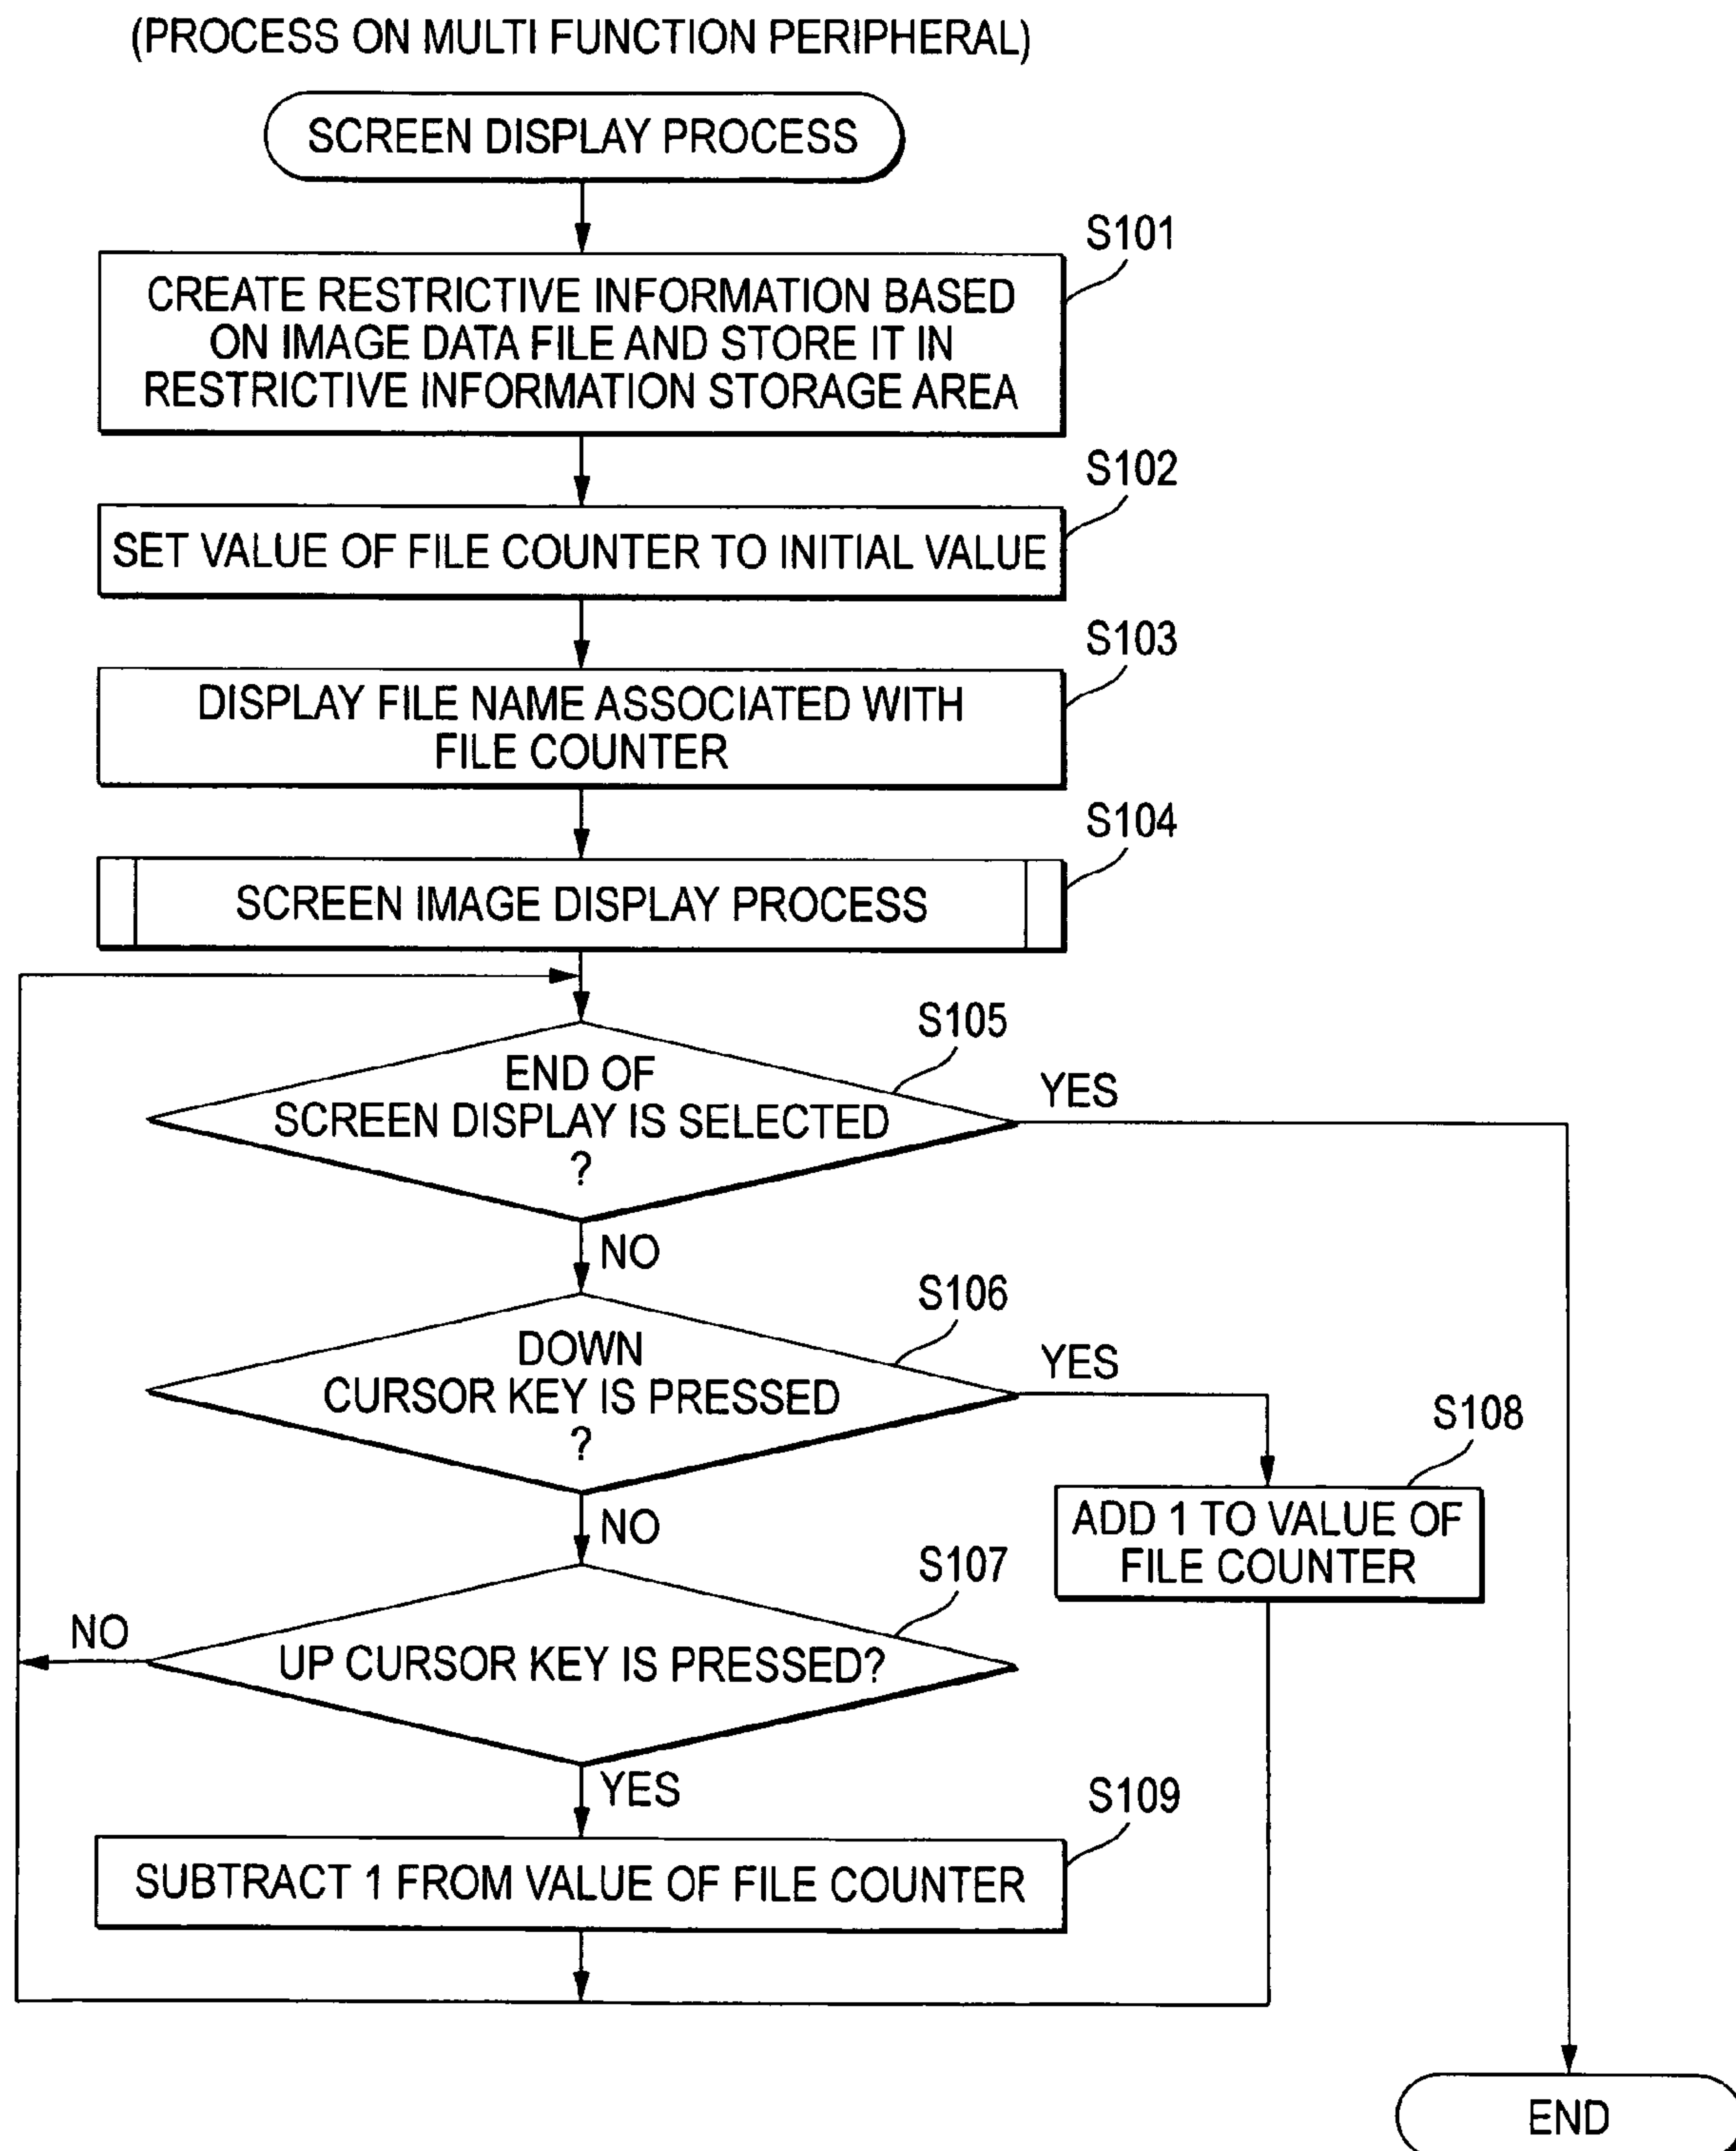 (PROCESS ON MULTI FUNCTION PERIPHERAL)
SCREEN DISPLAY PROCESS
S101
CREATE RESTRICTIVE INFORMATION BASED
ON IMAGE DATA FILE AND STORE IT IN
RESTRICTIVE INFORMATION STORAGE AREA
S102
SET VALUE OF FILE COUNTER TO INITIAL VALUE
S103
DISPLAY FILE NAME ASSOCIATED WITH
FILE COUNTER
S104
SCREEN IMAGE DISPLAY PROCESS
S105
END OF
SCREEN DISPLAY IS SELECTED
?
YES
NO
S106
DOWN
CURSOR KEY IS PRESSED
?
YES
NO
S108
ADD 1 TO VALUE OF
FILE COUNTER
S107
UP CURSOR KEY IS PRESSED?
NO
YES
S109
SUBTRACT 1 FROM VALUE OF FILE COUNTER
END